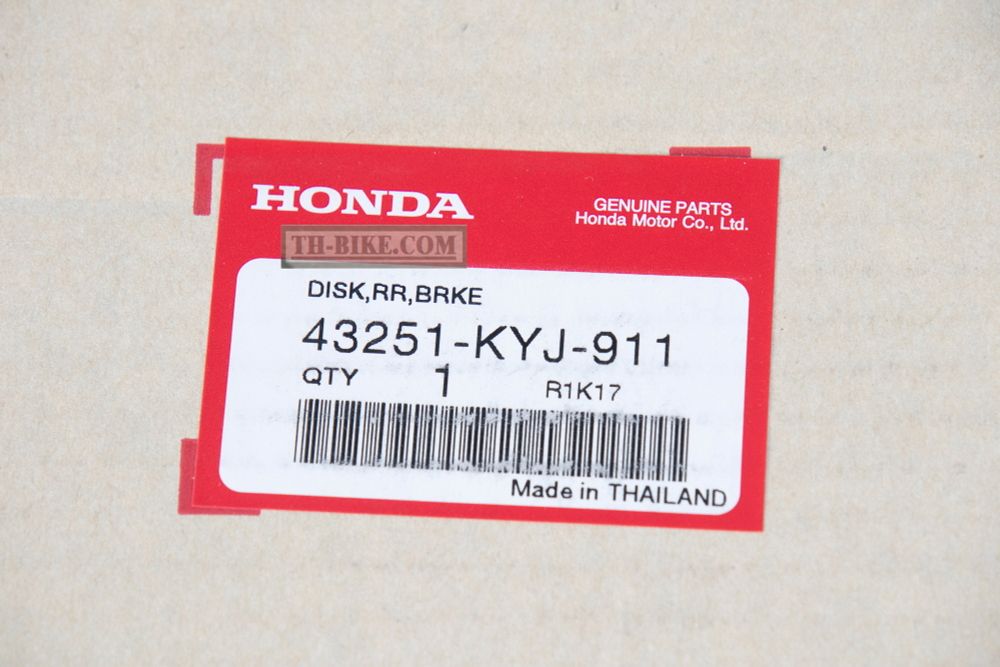 HONDA
GENUINE PARTS
Honda Motor Co., Ltd.
TH-BIKE.COM
DISK,RR,BRKE
43251-KYJ-911
QTY 1 R1K17
Made in THAILAND